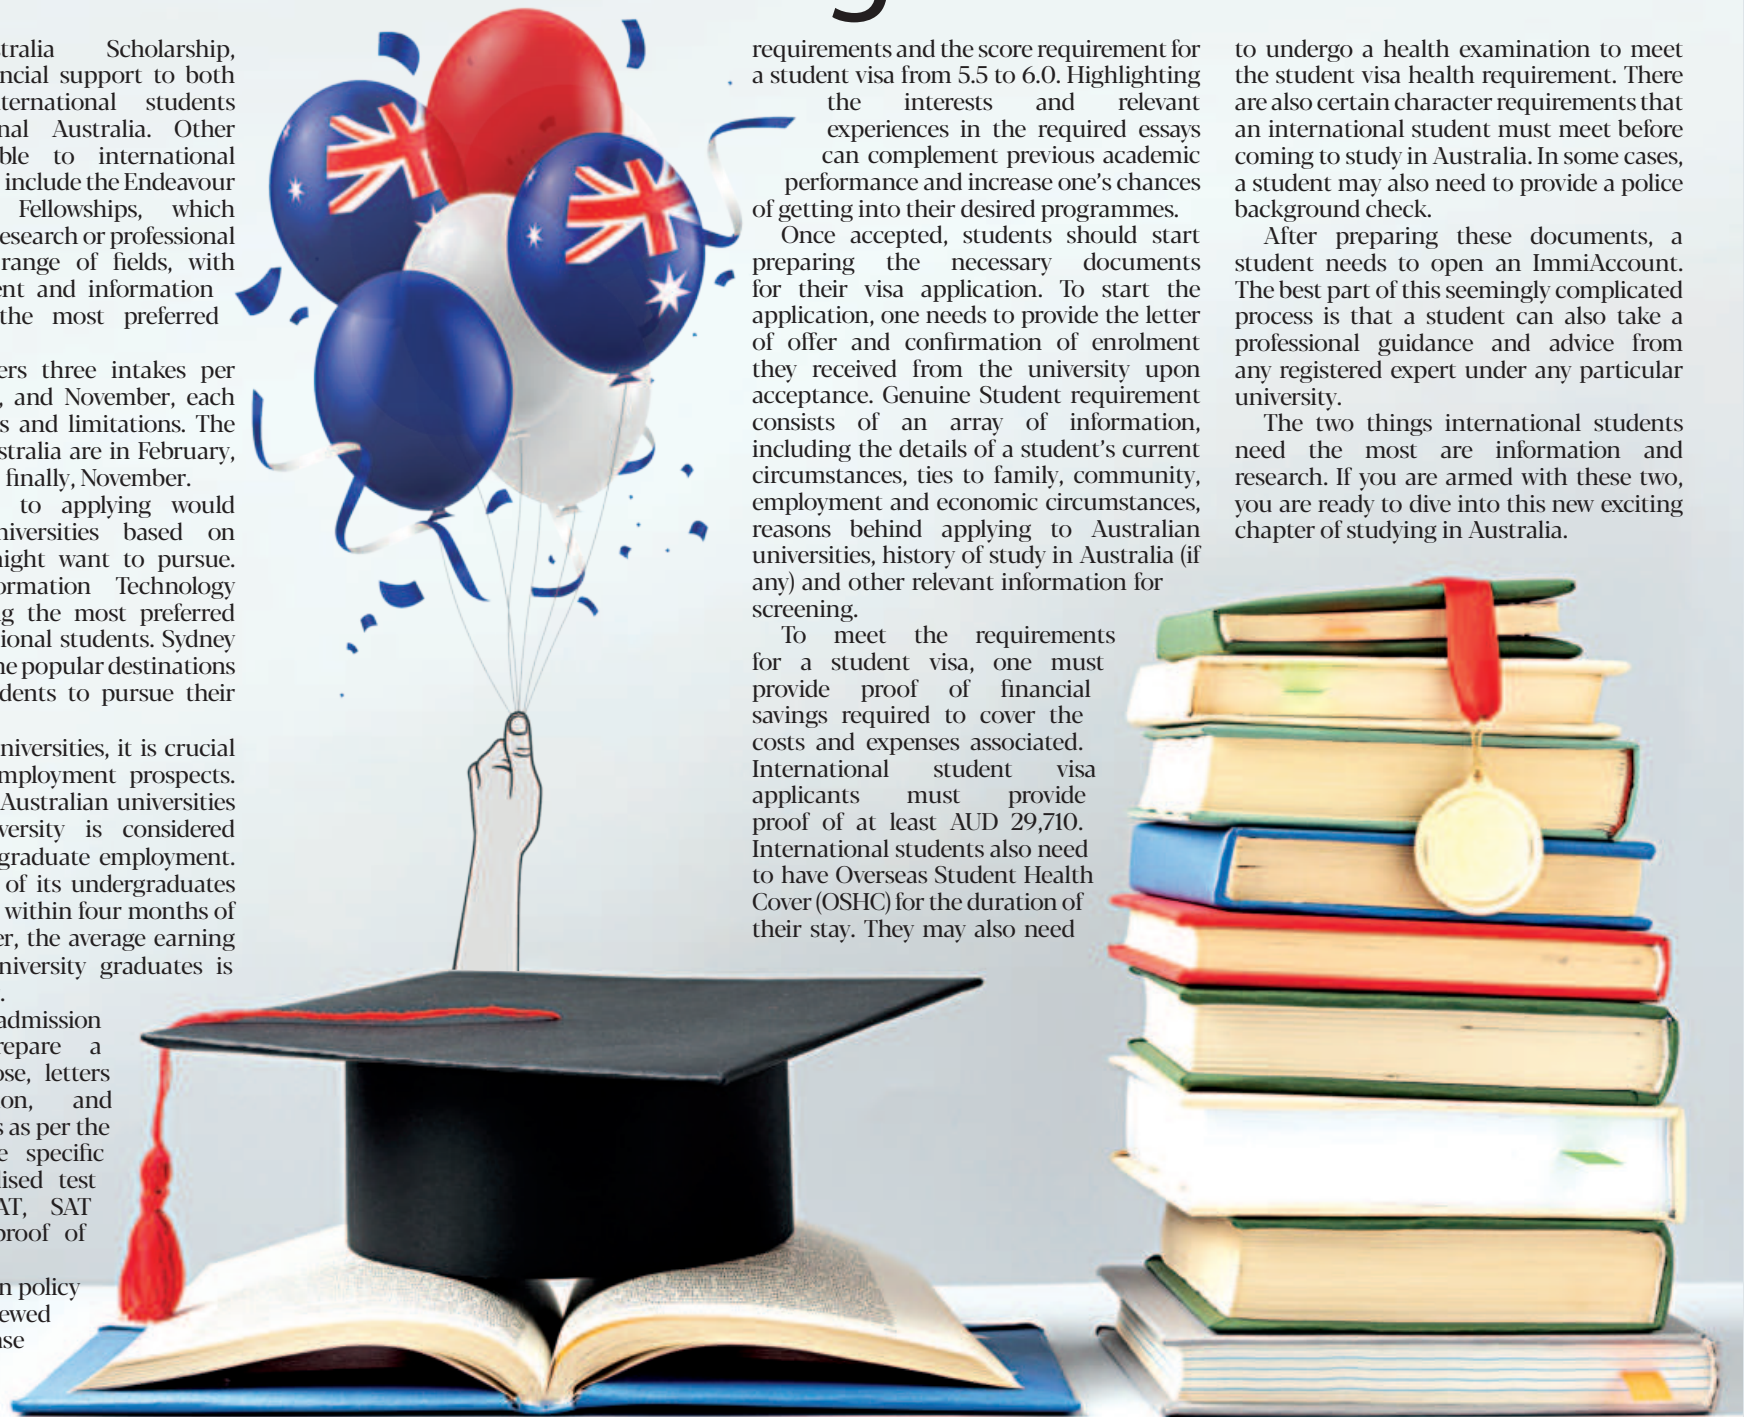 tralia Scholarship,
ncial support to both
ternational students
nal Australia. Other
ble to international
include the Endeavour
Fellowships, which
esearch or professional
range of fields, with
ent and information
the most preferred
ers three intakes per
, and November, each
s and limitations. The
stralia are in February,
finally, November.
to applying would
niversities based on
night want to pursue.
ormation Technology
ng the most preferred
ional students. Sydney
ne popular destinations
dents to pursue their
niversities, it is crucial
mployment prospects.
Australian universities
versity is considered
graduate employment.
of its undergraduates
within four months of
er, the average earning
niversity graduates is
.
admission
repare a
ose, letters
on, and
s as per the
e specific
lised test
AT, SAT
proof of
n policy
ewed
nse
requirements and the score requirement for
a student visa from 5.5 to 6.0. Highlighting
the interests and relevant
experiences in the required essays
can complement previous academic
performance and increase one's chances
of getting into their desired programmes.
Once accepted, students should start
preparing the necessary documents
for their visa application. To start the
application, one needs to provide the letter
of offer and confirmation of enrolment
they received from the university upon
acceptance. Genuine Student requirement
consists of an array of information,
including the details of a student's current
circumstances, ties to family, community,
employment and economic circumstances,
reasons behind applying to Australian
universities, history of study in Australia (if
any) and other relevant information for
screening.
To meet the requirements
for a student visa, one must
provide proof of financial
savings required to cover the
costs and expenses associated.
International student visa
applicants must provide
proof of at least AUD 29,710.
International students also need
to have Overseas Student Health
Cover (OSHC) for the duration of
their stay. They may also need
to undergo a health examination to meet
the student visa health requirement. There
are also certain character requirements that
an international student must meet before
coming to study in Australia. In some cases,
a student may also need to provide a police
background check.
After preparing these documents, a
student needs to open an ImmiAccount.
The best part of this seemingly complicated
process is that a student can also take a
professional guidance and advice from
any registered expert under any particular
university.
The two things international students
need the most are information and
research. If you are armed with these two,
you are ready to dive into this new exciting
chapter of studying in Australia.